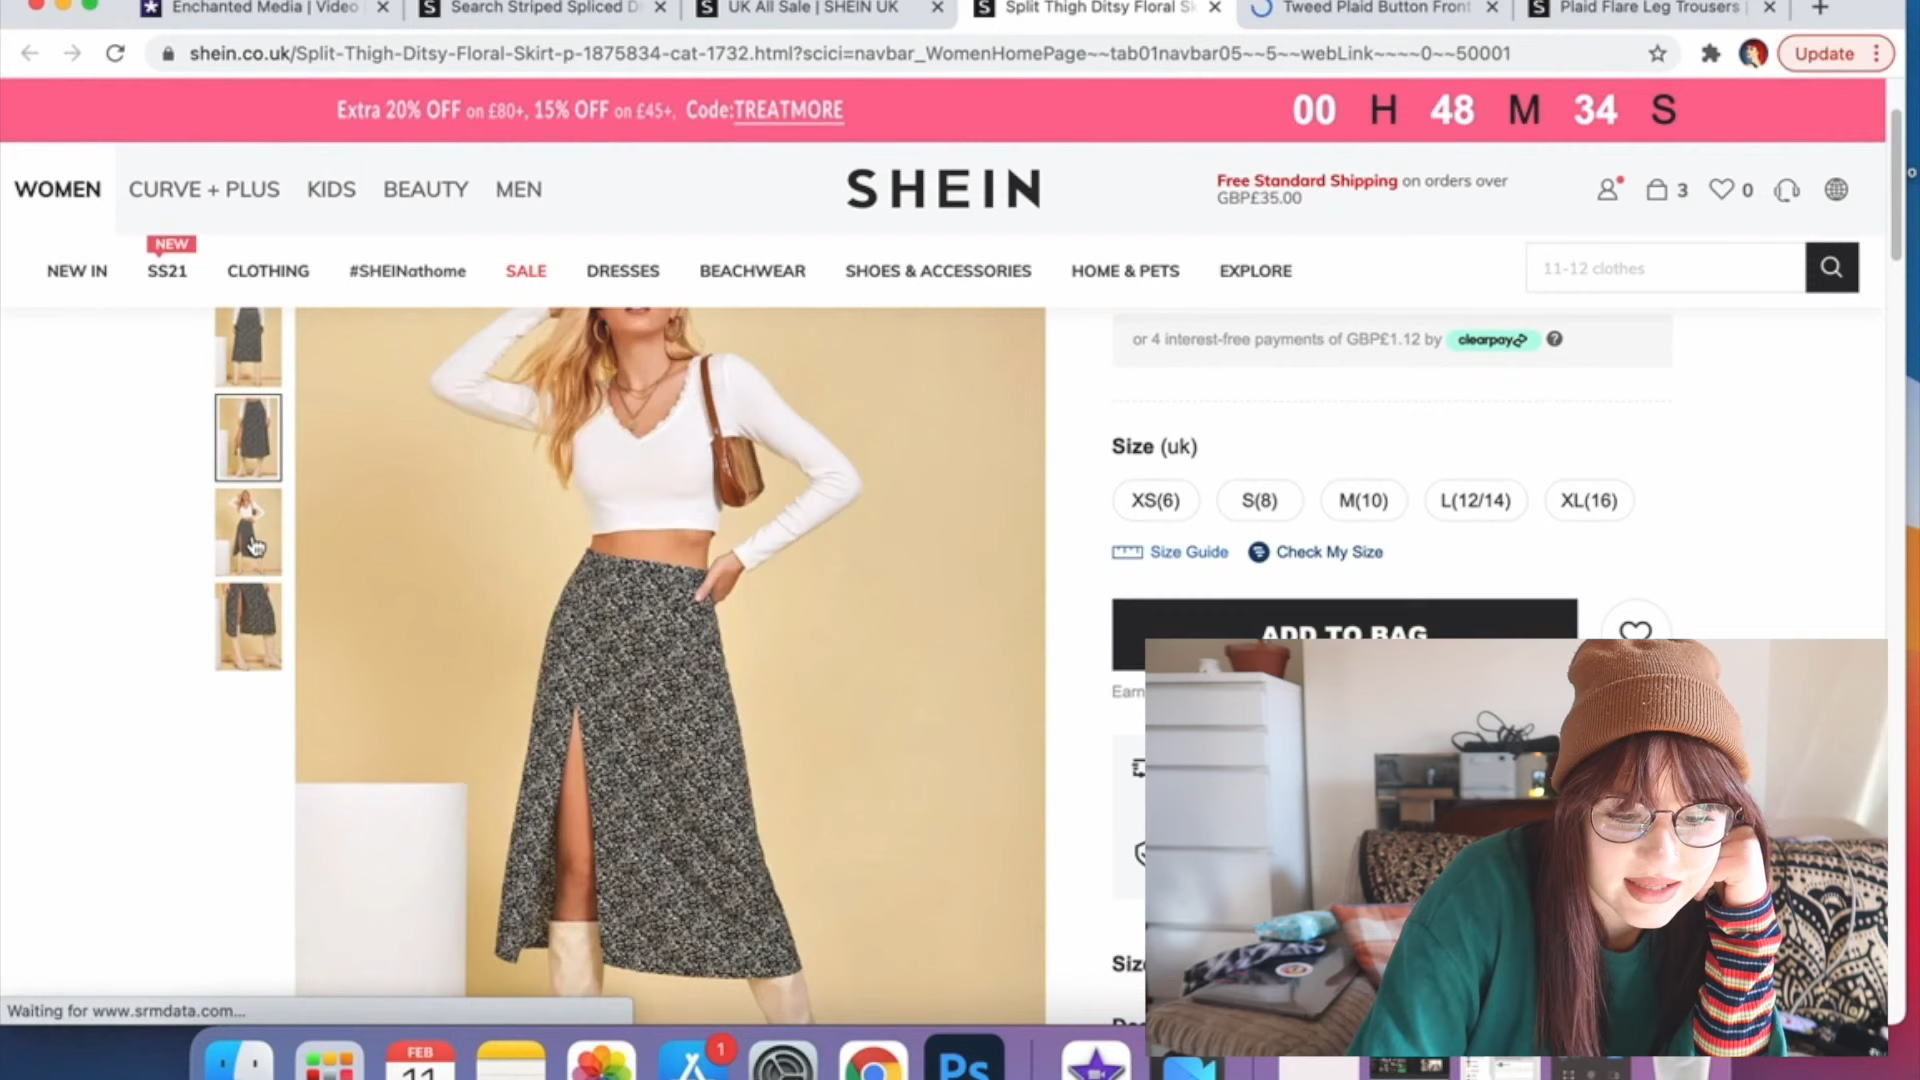 Enchanted Media | Video
Search Striped Spliced D
UK All Sale | SHEIN UK
Split Thigh Ditsy Floral Sk
Tweed Plaid Button Front
Plaid Flare Leg Trousers |
shein.co.uk/Split-Thigh-Ditsy-Floral-Skirt-p-1875834-cat-1732.html?scici=navbar_WomenHomePage~~tab01navbar05~~5~~webLink~~~~0~~50001
Update
Extra 20% OFF on £80+, 15% OFF on £45+, Code:TREATMORE
00 H 48 M 34 S
WOMEN CURVE + PLUS KIDS BEAUTY MEN
SHEIN
Free Standard Shipping on orders over
GBP£35.00
3
0
NEW
NEW IN SS21 CLOTHING #SHEINathome SALE DRESSES BEACHWEAR SHOES & ACCESSORIES HOME & PETS EXPLORE
11-12 clothes
or 4 interest-free payments of GBP£1.12 by clearpay ?
Size (uk)
XS(6) S(8) M(10) L(12/14) XL(16)
Size Guide Check My Size
ADD TO BAG
Earn
Waiting for www.srmdata.com...
FEB
11
1
Ps